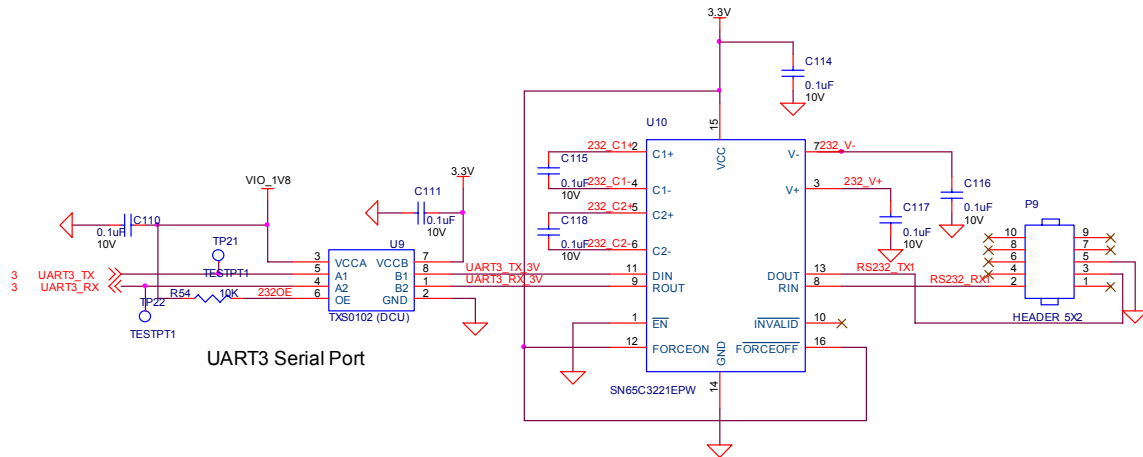 3.3V
C114
0.1uF
10V
U10
15
VCC
232_C1+
2
C1+
C115
0.1uF
10V
232_C1-
4
C1-
232_C2+
5
C2+
C118
0.1uF
10V
232_C2-
6
C2-
V-
7
232_V-
V+
3
232_V+
C116
0.1uF
10V
C117
0.1uF
10V
P9
10
8
6
4
2
9
7
5
3
1
HEADER 5X2
VIO_1V8
3.3V
C111
0.1uF
10V
C110
0.1uF
10V
TP21
TESTPT1
U9
3
VCCA
VCCB
7
3
UART3_TX
5
A1
B1
8
UART3_TX_3V
11
DIN
DOUT
13
RS232_TX1
3
UART3_RX
4
A2
B2
1
UART3_RX_3V
9
ROUT
RIN
8
RS232_RX1
R54
10K
232OE
6
OE
GND
2
TXS0102 (DCU)
TP22
TESTPT1
1
EN
INVALID
10
12
FORCEON
FORCEOFF
16
GND
14
SN65C3221EPW
UART3 Serial Port